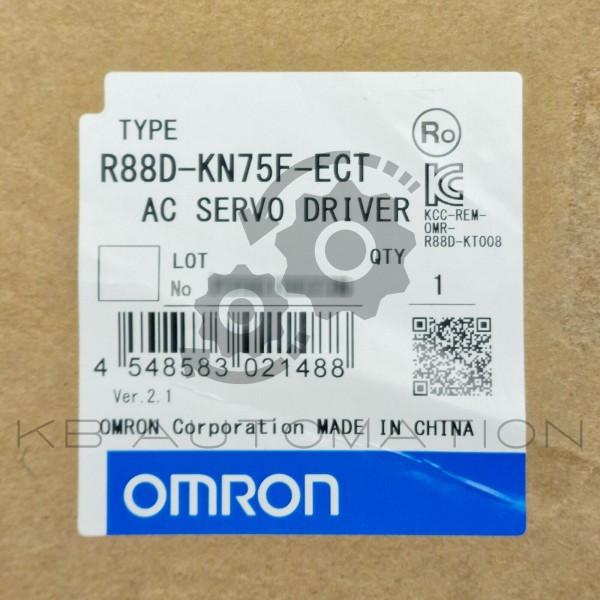 TYPE
R88D-KN75F-ECT
AC SERVO DRIVER
Ro
KCC-REM-
OMR-
R88D-KT008
LOT
No
QTY
1
4 548583 021488
Ver.2.1
OMRON Corporation MADE IN CHINA
KB AUTOMATION
OMRON